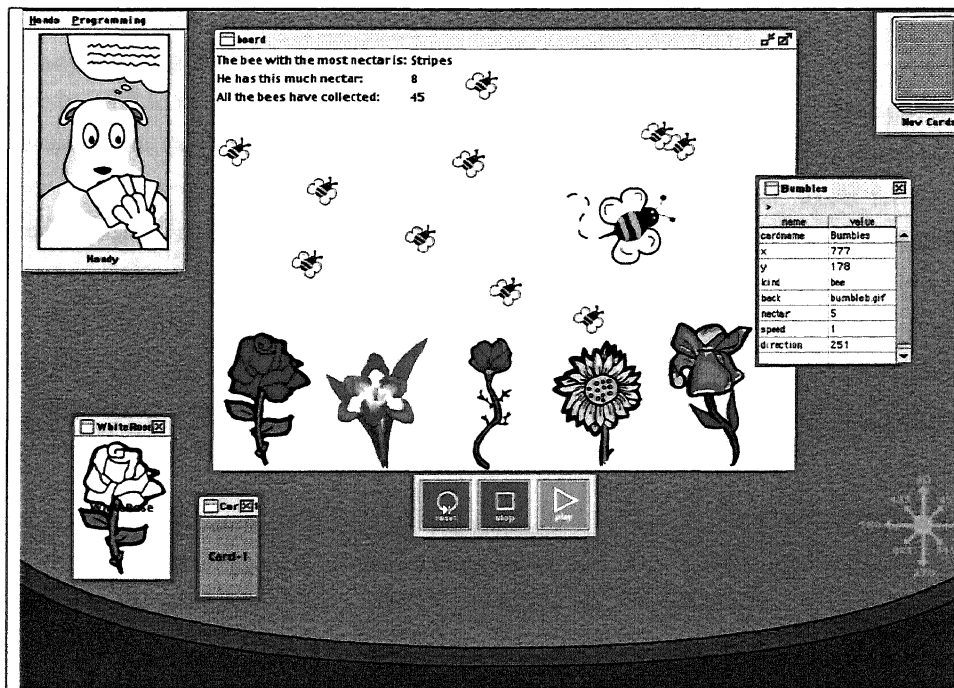 Hands Programming
Handy
board
The bee with the most nectar is: Stripes
He has this much nectar: 8
All the bees have collected: 45
New Cards
Bumbles
>
name value
cardname Bumbles
x 777
y 178
kind bee
back bumbleb.gif
nectar 5
speed 1
direction 251
WhiteRose
WhiteRose
Card-1
reset stop play